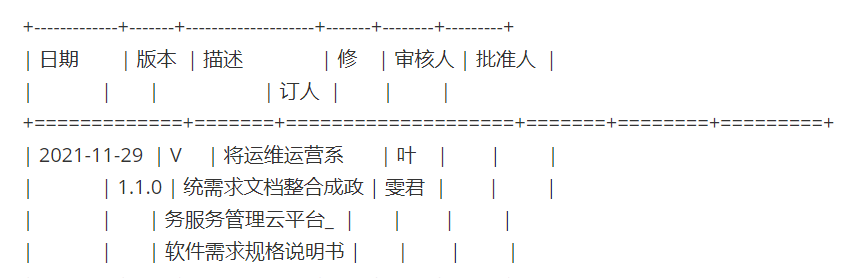 +-------------+-------+--------------------+-------+--------+---------+
| 日期 | 版本 | 描述 | 修 | 审核人 | 批准人 |
| | | | 订人 | | |
+=============+=======+====================+=======+========+=========+
| 2021-11-29 | V | 将运维运营系 | 叶 | | |
| | 1.1.0 | 统需求文档整合成政 | 雯君 | | |
| | | 务服务管理云平台_ | | | |
| | | 软件需求规格说明书 | | | |